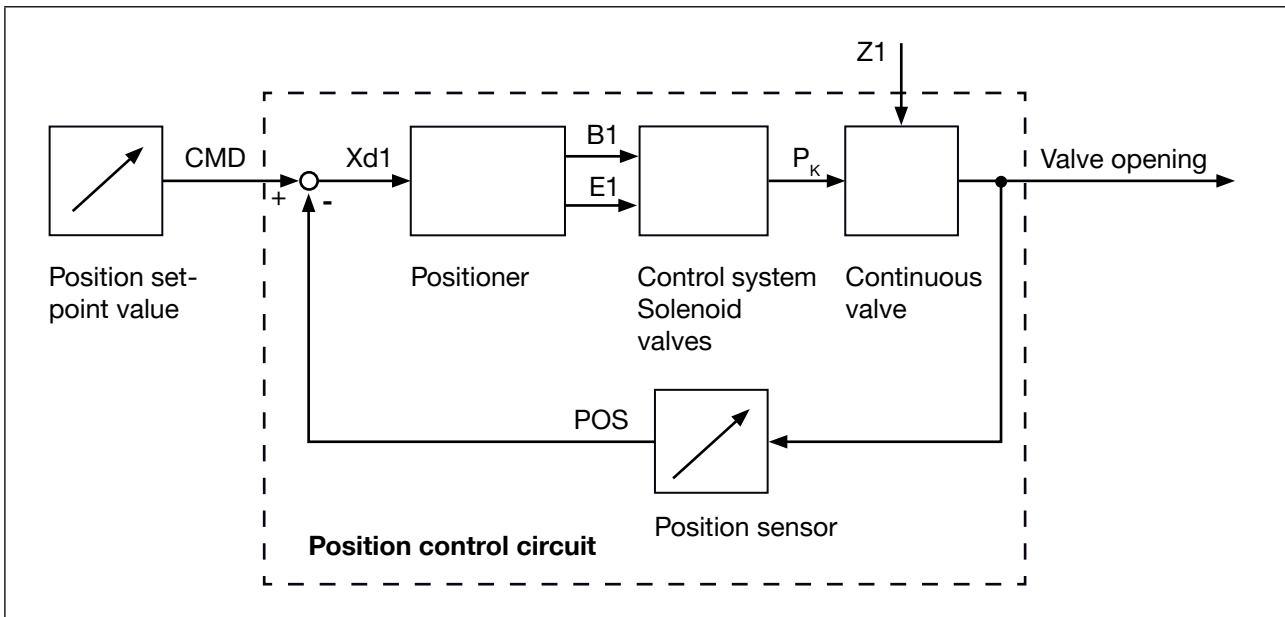 Z1
CMD
Xd1
B1
E1
P_K
Valve opening
+
-
Position set-
point value
Positioner
Control system
Solenoid
valves
Continuous
valve
POS
Position sensor
Position control circuit